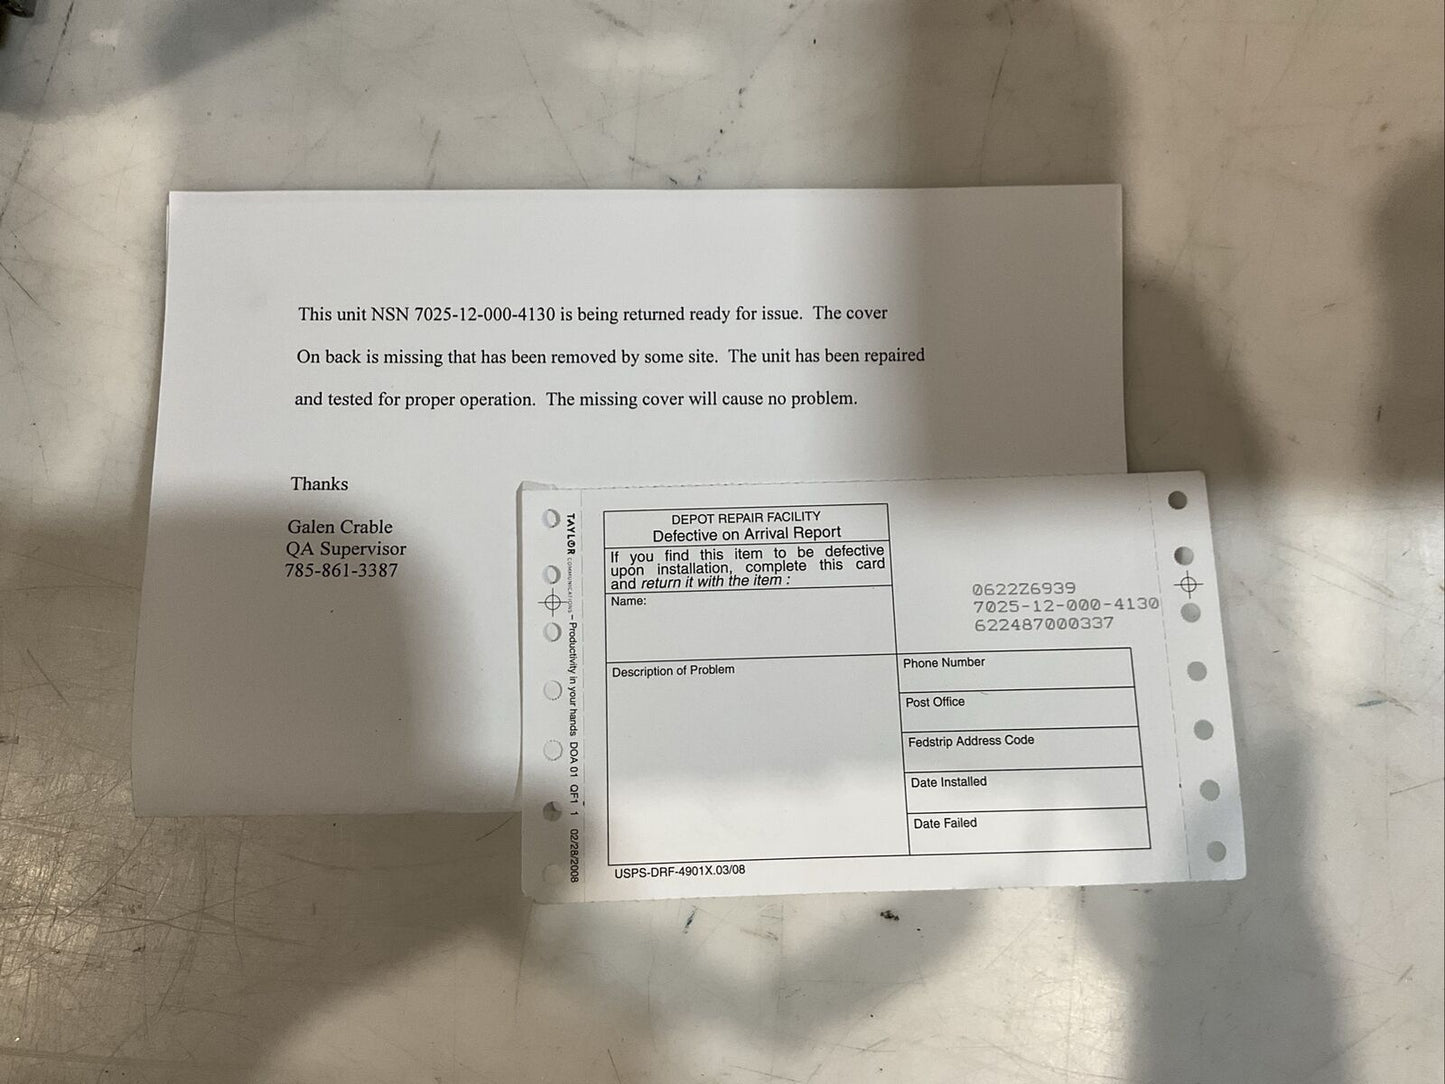 This unit NSN 7025-12-000-4130 is being returned ready for issue. The cover
On back is missing that has been removed by some site. The unit has been repaired
and tested for proper operation. The missing cover will cause no problem.
Thanks
Galen Crable
QA Supervisor
785-861-3387
TAYLOR COMMUNICATIONS – Productivity in your hands DOA 01 QF1 1 02/28/2008
DEPOT REPAIR FACILITY
Defective on Arrival Report
If you find this item to be defective
upon installation, complete this card
and return it with the item :
Name:
0622Z6939
7025-12-000-4130
622487000337
Description of Problem
Phone Number
Post Office
Fedstrip Address Code
Date Installed
Date Failed
USPS-DRF-4901X.03/08